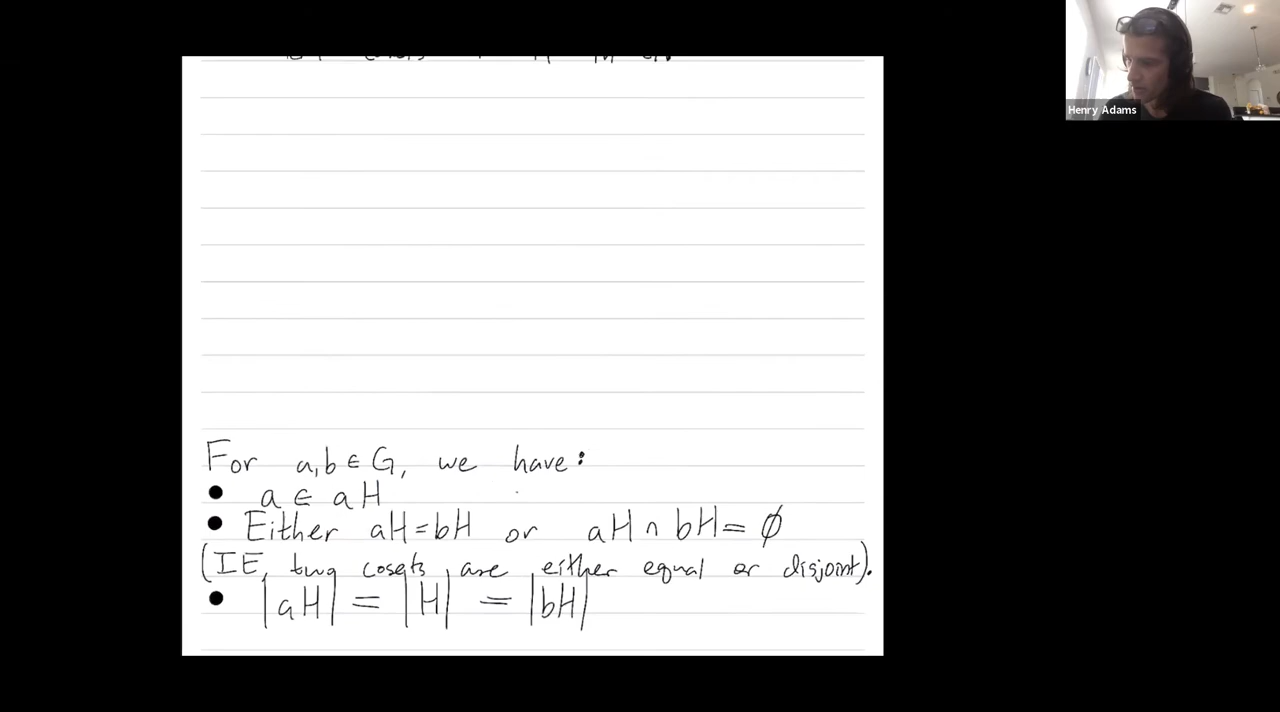 Henry Adams
For a,b ∈ G, we have:
• a ∈ aH
• Either aH = bH or aH ∩ bH = ∅
(IE, two cosets are either equal or disjoint).
• |aH| = |H| = |bH|